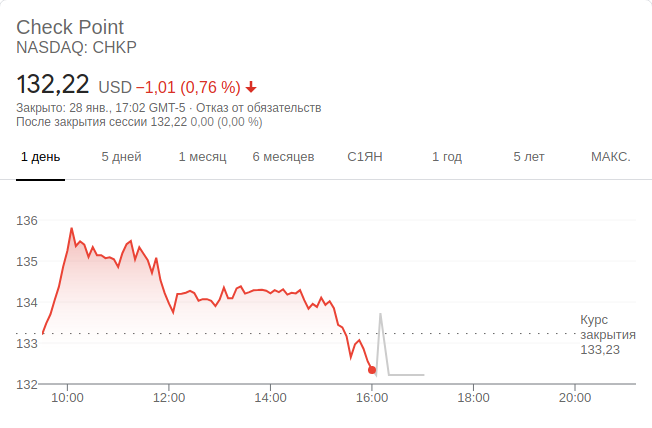 Check Point
NASDAQ: CHKP
132,22 USD −1,01 (0,76 %)
Закрыто: 28 янв., 17:02 GMT-5 · Отказ от обязательств
После закрытия сессии 132,22 0,00 (0,00 %)
1 день 5 дней 1 месяц 6 месяцев С1ЯН 1 год 5 лет МАКС.
136
135
134
133
132
Курс
закрытия
133,23
10:00 12:00 14:00 16:00 18:00 20:00